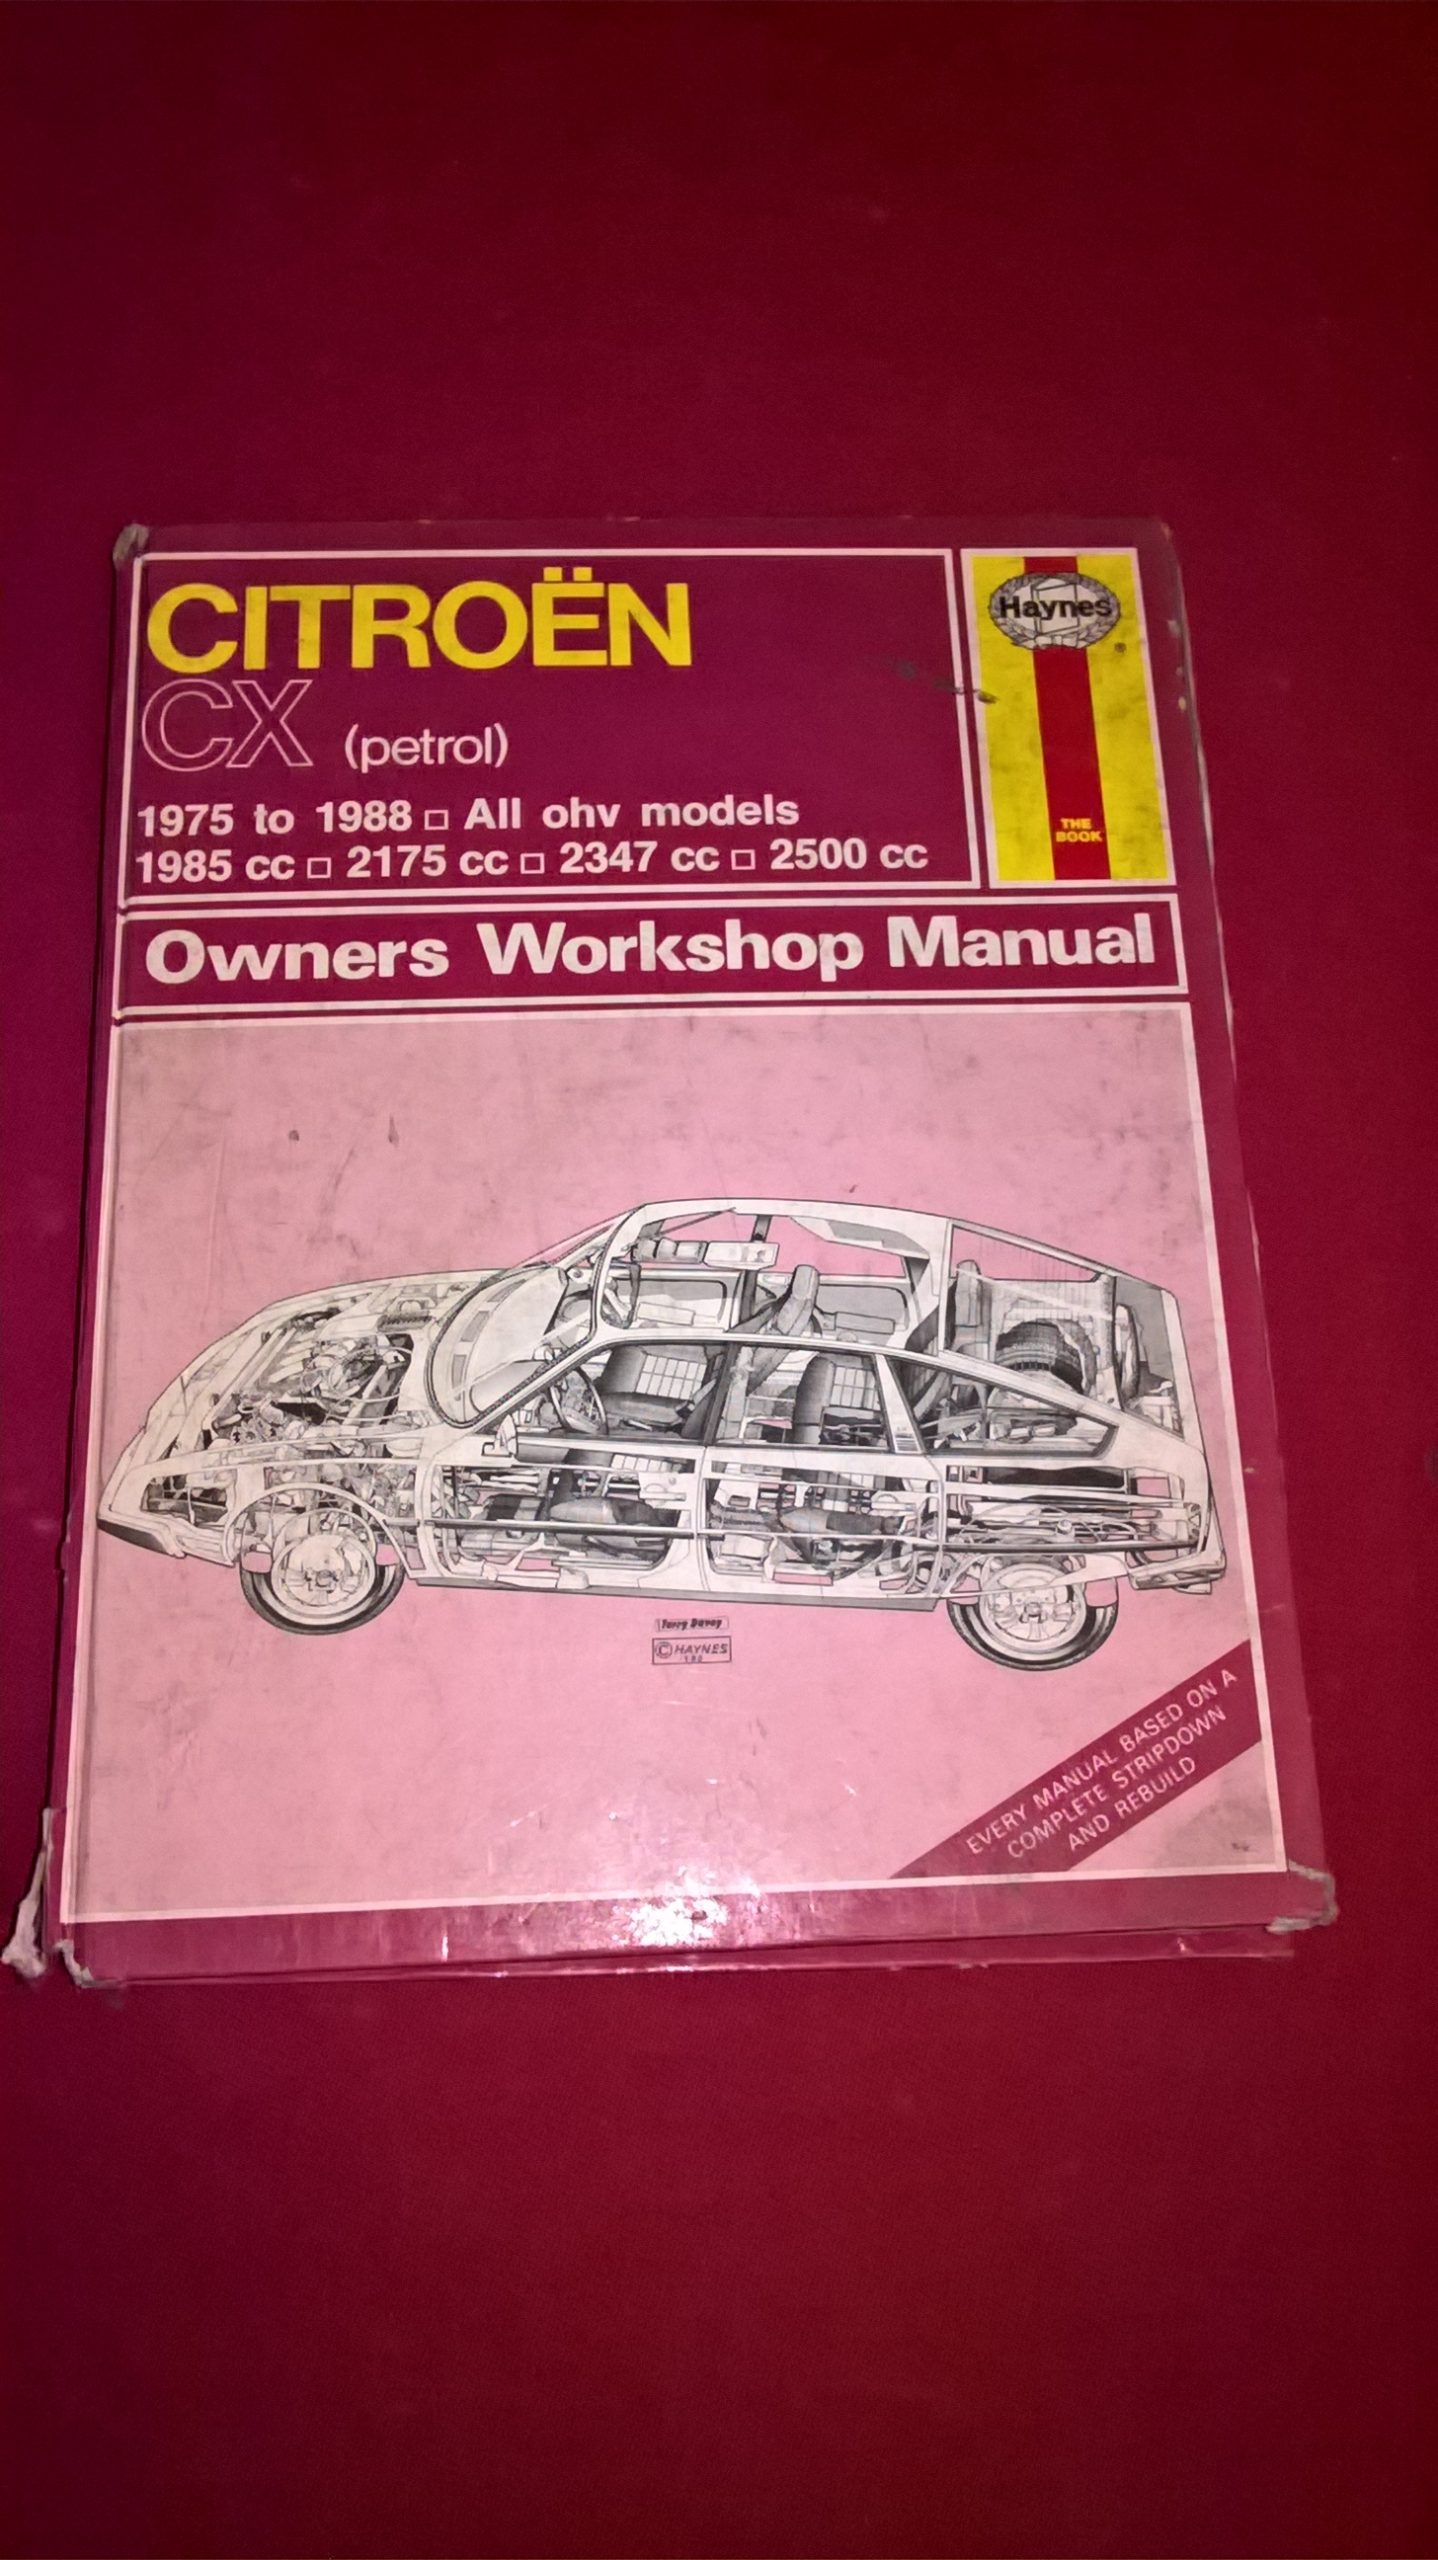 CITROËN
CX (petrol)
1975 to 1988 □ All ohv models
1985 cc □ 2175 cc □ 2347 cc □ 2500 cc
Haynes
®
THE
BOOK
Owners Workshop Manual
© HAYNES
EVERY MANUAL BASED ON A
COMPLETE STRIPDOWN
AND REBUILD